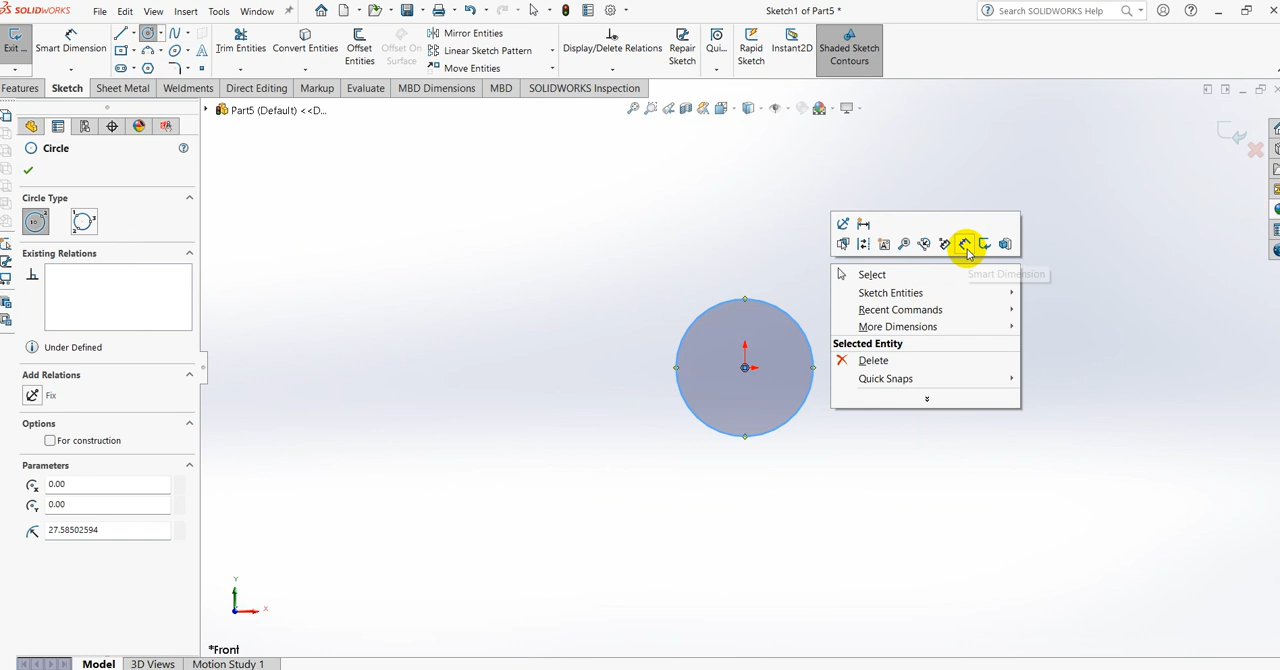 SOLIDWORKS File Edit View Insert Tools Window Sketch1 of Part5 * Search SOLIDWORKS Help
Exit ... Smart Dimension Trim Entities Convert Entities Offset Entities Offset On Surface Mirror Entities Linear Sketch Pattern Move Entities Display/Delete Relations Repair Sketch Qui... Rapid Sketch Instant2D Shaded Sketch Contours
Features Sketch Sheet Metal Weldments Direct Editing Markup Evaluate MBD Dimensions MBD SOLIDWORKS Inspection
Part5 (Default) <<D...
Circle
Circle Type
Existing Relations
Under Defined
Add Relations
Fix
Options
For construction
Parameters
0.00
0.00
27.58502594
Smart Dimension
Select
Sketch Entities
Recent Commands
More Dimensions
Selected Entity
Delete
Quick Snaps
Y
X
*Front
Model 3D Views Motion Study 1